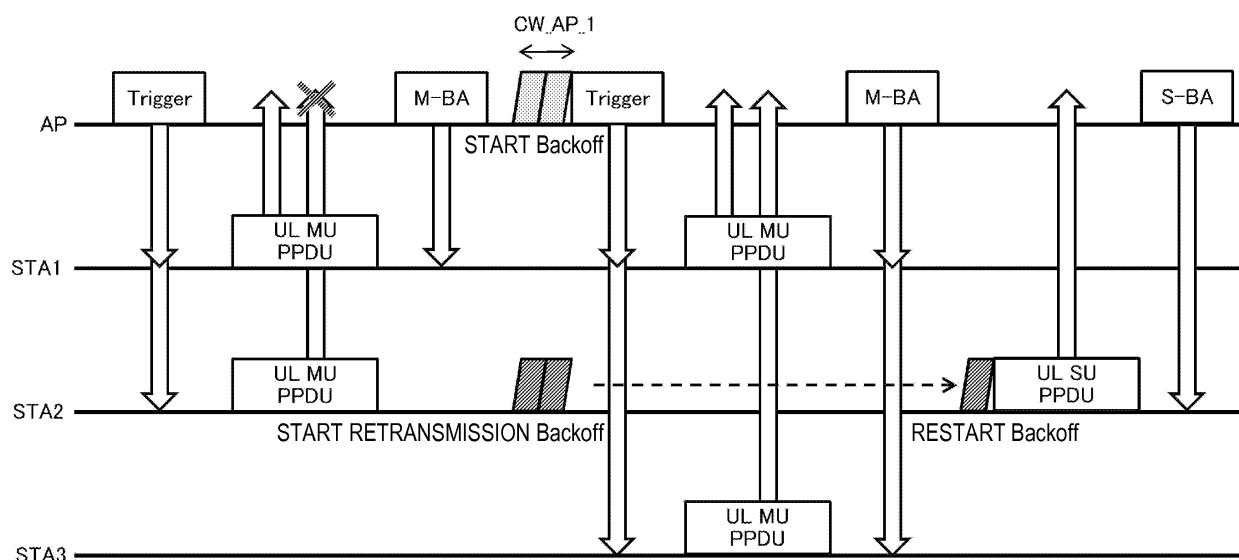 CW_AP_1
Trigger
M-BA
Trigger
M-BA
S-BA
AP
START Backoff
UL MU
PPDU
UL MU
PPDU
STA1
UL MU
PPDU
UL SU
PPDU
STA2
START RETRANSMISSION Backoff
RESTART Backoff
UL MU
PPDU
STA3